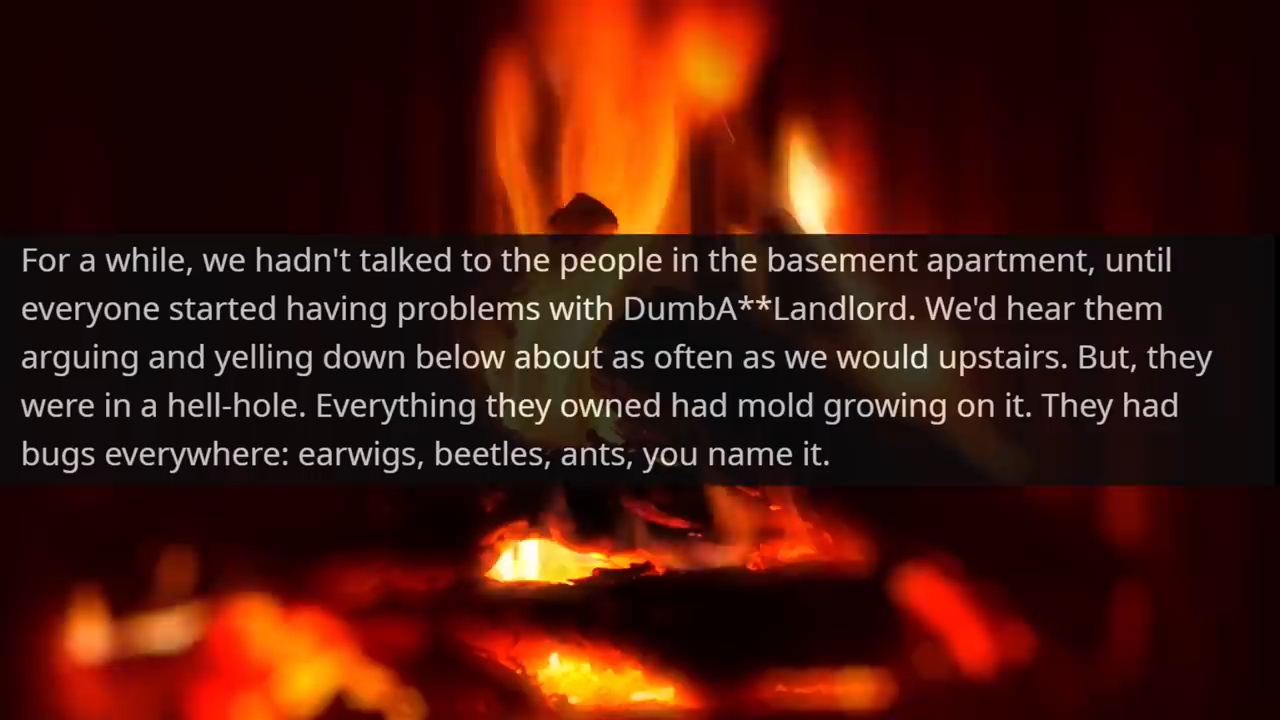 For a while, we hadn't talked to the people in the basement apartment, until
everyone started having problems with DumbA**Landlord. We'd hear them
arguing and yelling down below about as often as we would upstairs. But, they
were in a hell-hole. Everything they owned had mold growing on it. They had
bugs everywhere: earwigs, beetles, ants, you name it.